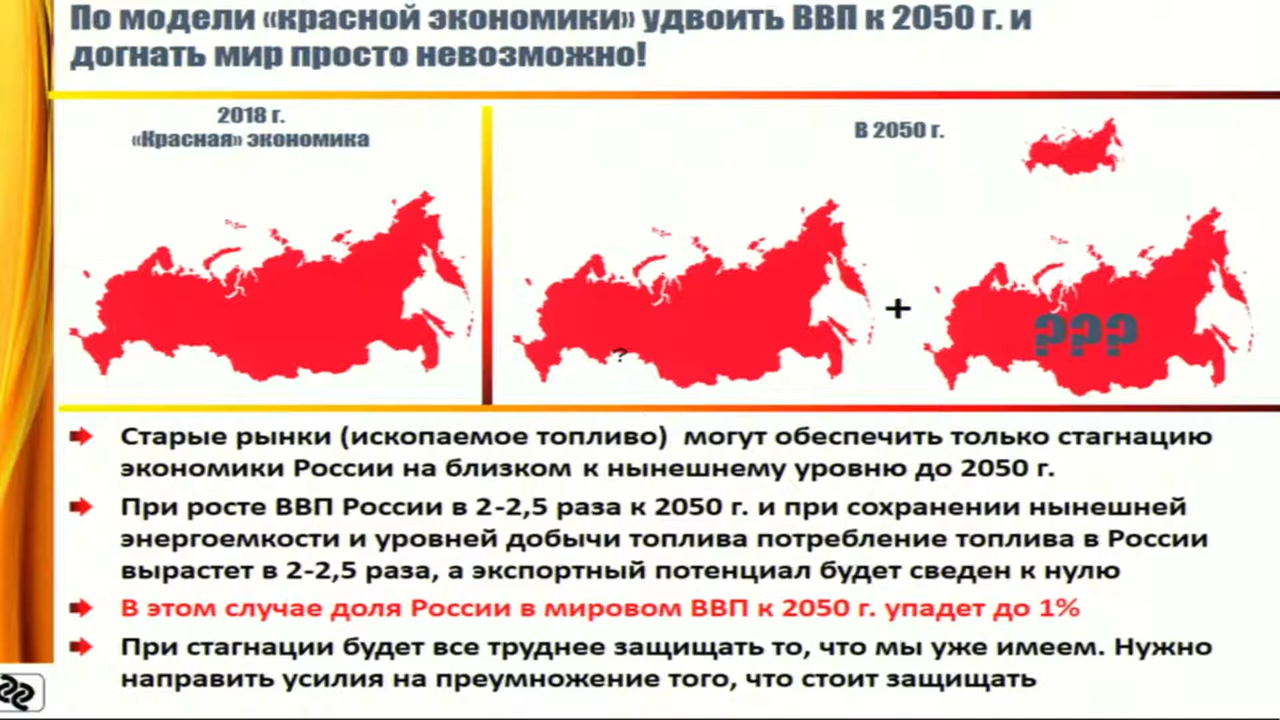 По модели «красной экономики» удвоить ВВП к 2050 г. и
догнать мир просто невозможно!
2018 г.
«Красная» экономика
В 2050 г.
?
+
???
Старые рынки (ископаемое топливо) могут обеспечить только стагнацию
экономики России на близком к нынешнему уровню до 2050 г.
При росте ВВП России в 2-2,5 раза к 2050 г. и при сохранении нынешней
энергоемкости и уровней добычи топлива потребление топлива в России
вырастет в 2-2,5 раза, а экспортный потенциал будет сведен к нулю
В этом случае доля России в мировом ВВП к 2050 г. упадет до 1%
При стагнации будет все труднее защищать то, что мы уже имеем. Нужно
направить усилия на преумножение того, что стоит защищать